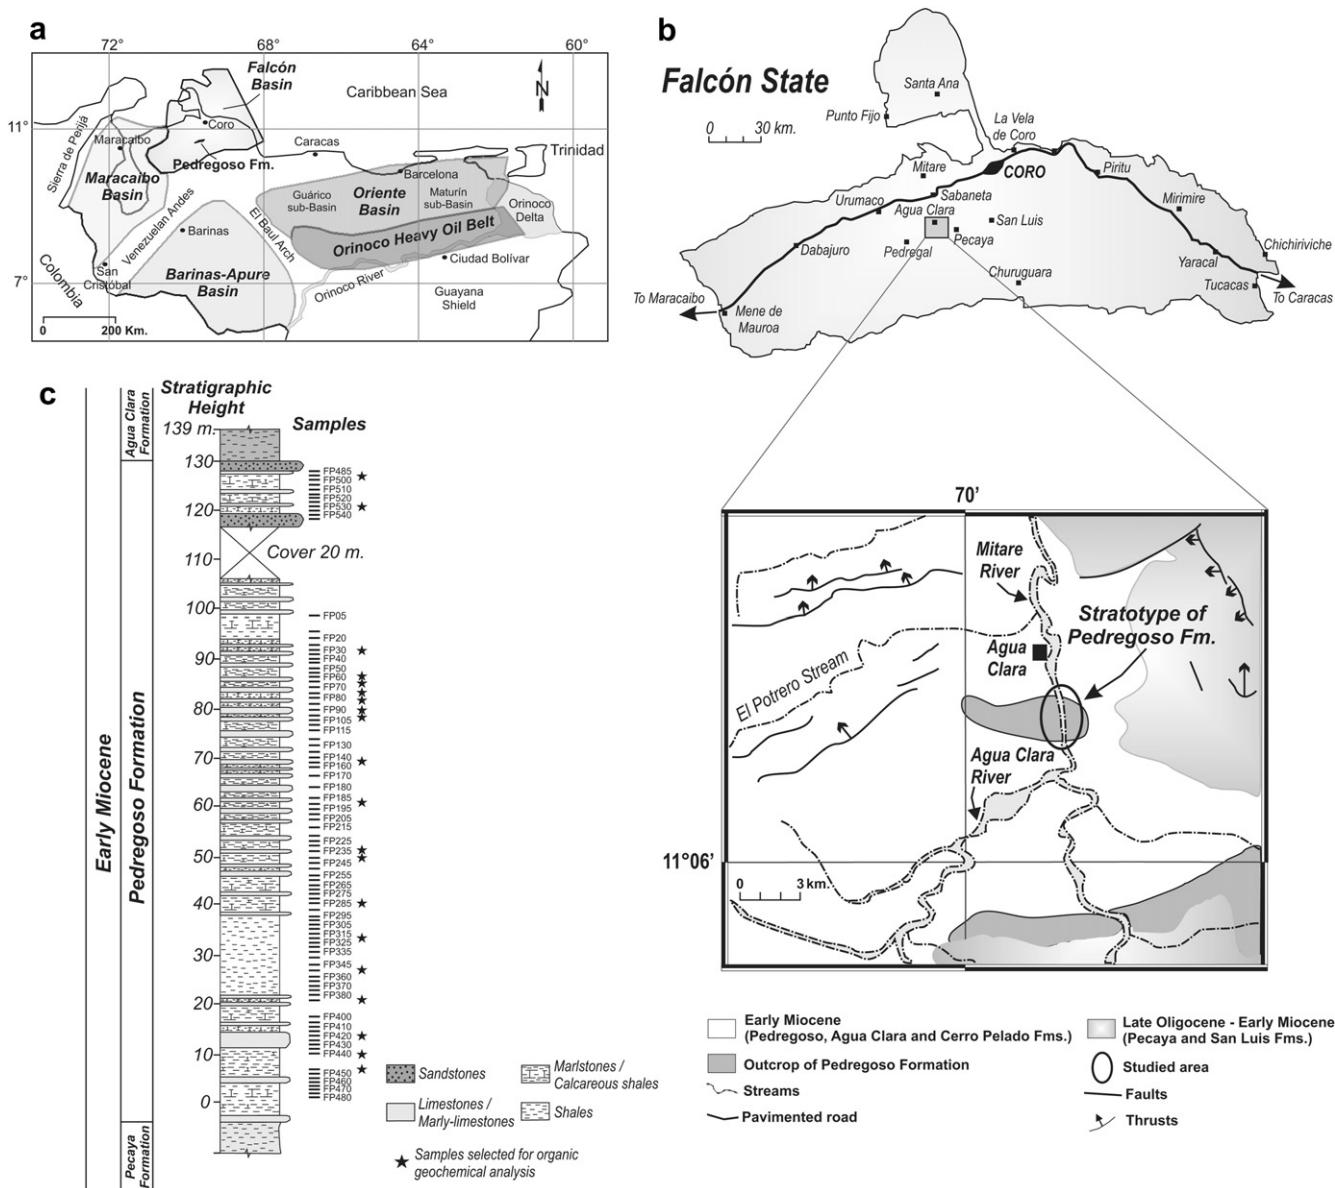 a
72°
68°
64°
60°
11°
7°
Falcón
Basin
Caribbean Sea
N
Sierra de Perijá
Maracaibo
Coro
Pedregoso Fm.
Caracas
Trinidad
Maracaibo
Basin
Barcelona
Guárico
sub-Basin
Oriente
Basin
Maturín
sub-Basin
Orinoco
Delta
Venezuelan Andes
El Baul Arch
Barinas
Orinoco Heavy Oil Belt
Ciudad Bolívar
Colombia
San
Cristóbal
Barinas-Apure
Basin
Orinoco River
Guayana
Shield
0
200 Km.
b
Falcón State
0
30 km.
Santa Ana
Punto Fijo
La Vela
de Coro
Mitare
CORO
Piritu
Urumaco
Sabaneta
Agua Clara
San Luis
Mirimire
Dabajuro
Pedregal
Pecaya
Chichiriviche
Churuguara
Yaracal
Tucacas
To Maracaibo
Mene de
Mauroa
To Caracas
70'
11°06'
Mitare
River
Stratotype of
Pedregoso Fm.
Agua
Clara
El Potrero Stream
Agua Clara
River
0
3 km.
Early Miocene
(Pedregoso, Agua Clara and Cerro Pelado Fms.)
Outcrop of Pedregoso Formation
Streams
Pavimented road
Late Oligocene - Early Miocene
(Pecaya and San Luis Fms.)
Studied area
Faults
Thrusts
c
Early Miocene
Agua Clara
Formation
Pedregoso Formation
Pecaya
Formation
Stratigraphic
Height
Samples
139 m.
130
120
110
100
90
80
70
60
50
40
30
20
10
0
Cover 20 m.
FP485
FP500
FP510
FP520
FP530
FP540
FP05
FP20
FP30
FP40
FP50
FP60
FP70
FP80
FP90
FP105
FP115
FP130
FP140
FP160
FP170
FP180
FP185
FP195
FP205
FP215
FP225
FP235
FP245
FP255
FP265
FP275
FP285
FP295
FP305
FP315
FP325
FP335
FP345
FP360
FP370
FP380
FP400
FP410
FP420
FP430
FP440
FP450
FP460
FP470
FP480
Sandstones
Marlstones /
Calcareous shales
Limestones /
Marly-limestones
Shales
Samples selected for organic
geochemical analysis